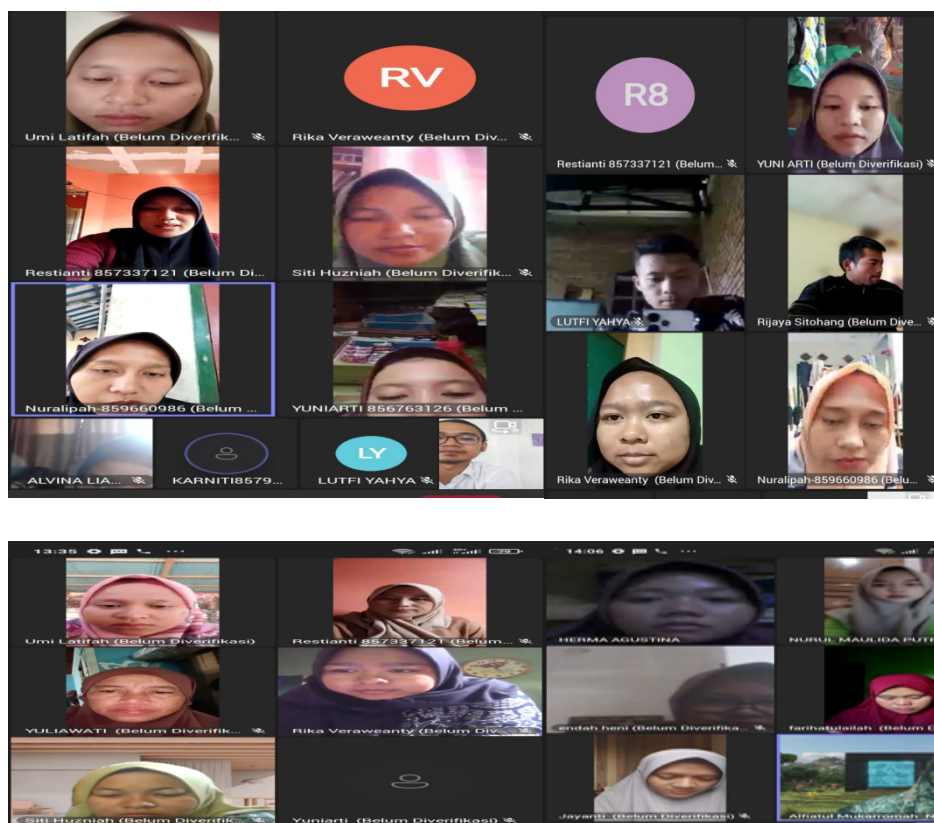 Umi Latifah (Belum Diverifik...
RV
Rika Veraweanty (Belum Div...
Restianti 857337121 (Belum Di...
Siti Huzniah (Belum Diverifik...
Nuralipah-859660986 (Belum ...
YUNIARTI 856763126 (Belum ...
ALVINA LIA...
KARNITI8579...
LY
LUTFI YAHYA
R8
Restianti 857337121 (Belum...
YUNI ARTI (Belum Diverifikasi)
LUTFI YAHYA
Rijaya Sitohang (Belum Dive...
Rika Veraweanty (Belum Div...
Nuralipah-859660986 (Belu...
13:35
79
Umi Latifah (Belum Diverifikasi)
Restianti 857337121 (Belum...
YULIAWATI (Belum Diverifik...
Rika Veraweanty (Belum Div...
Siti Huzniah (Belum Diverifik...
Yuniarti (Belum Diverifikasi)
14:06
HERMA AGUSTINA
NURUL MAULIDA PUTR
endah heni (Belum Diverifika...
farihatulailah (Belum D
Jayanti (Belum Diverifikasi)
Alfiatul Mukarromah N